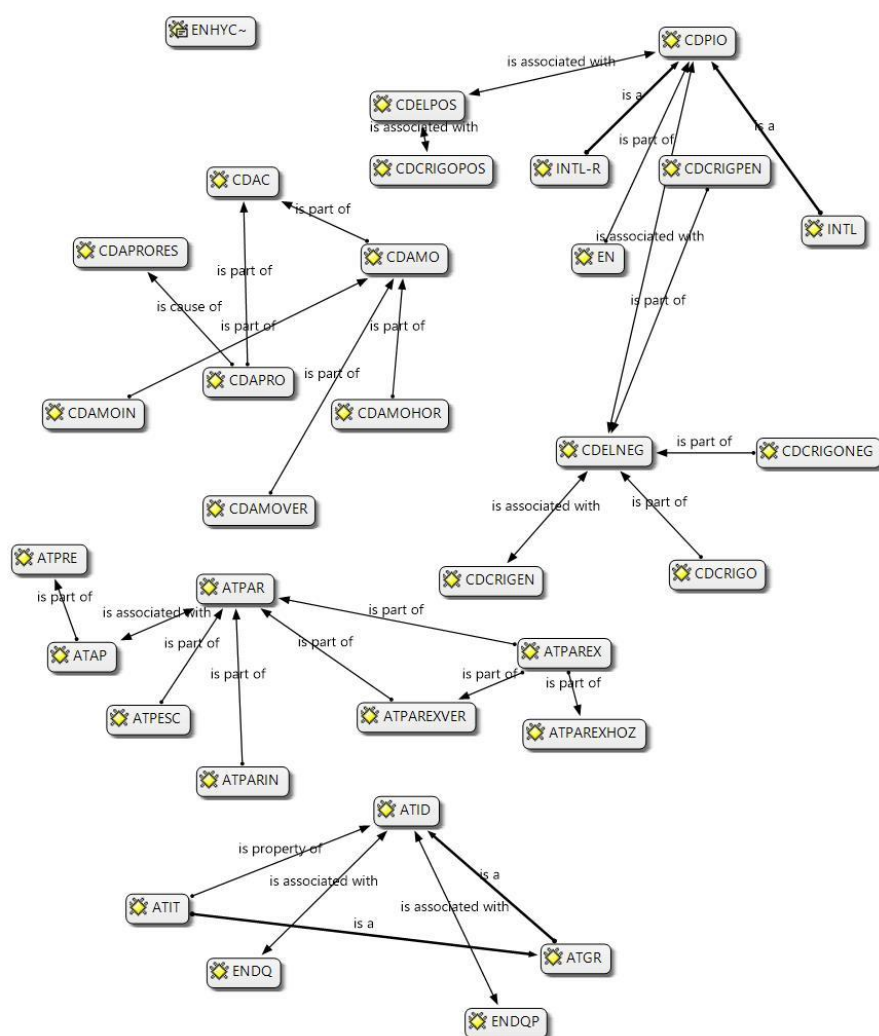 ENHYC~
CDPIO
is associated with
CDELPOS
is a
is associated with
is part of
is a
CDCRIGOPOS
INTL-R
CDCRIGPEN
CDAC
is part of
INTL
is associated with
CDAPRORES
CDAMO
EN
is part of
is cause of
is part of
is part of
is part of
is part of
CDAPRO
CDAMOIN
CDAMOHOR
is part of
CDELNEG
CDCRIGONEG
is associated with
is part of
CDAMOVER
ATPRE
CDCRIGEN
CDCRIGO
ATPAR
is part of
is associated with
is part of
ATAP
is part of
is part of
ATPAREX
is part of
is part of
is part of
ATPESC
ATPAREXVER
ATPAREXHOZ
ATPARIN
ATID
is property of
is associated with
is a
ATIT
is associated with
is a
ENDQ
ATGR
ENDQP